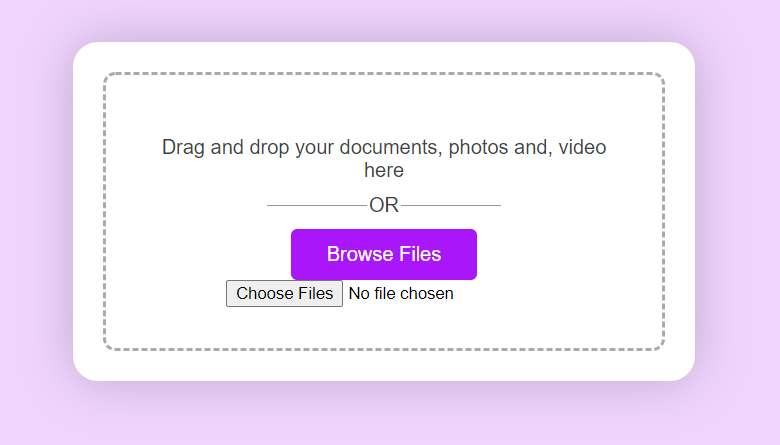 Drag and drop your documents, photos and, video
here
OR
Browse Files
Choose Files No file chosen